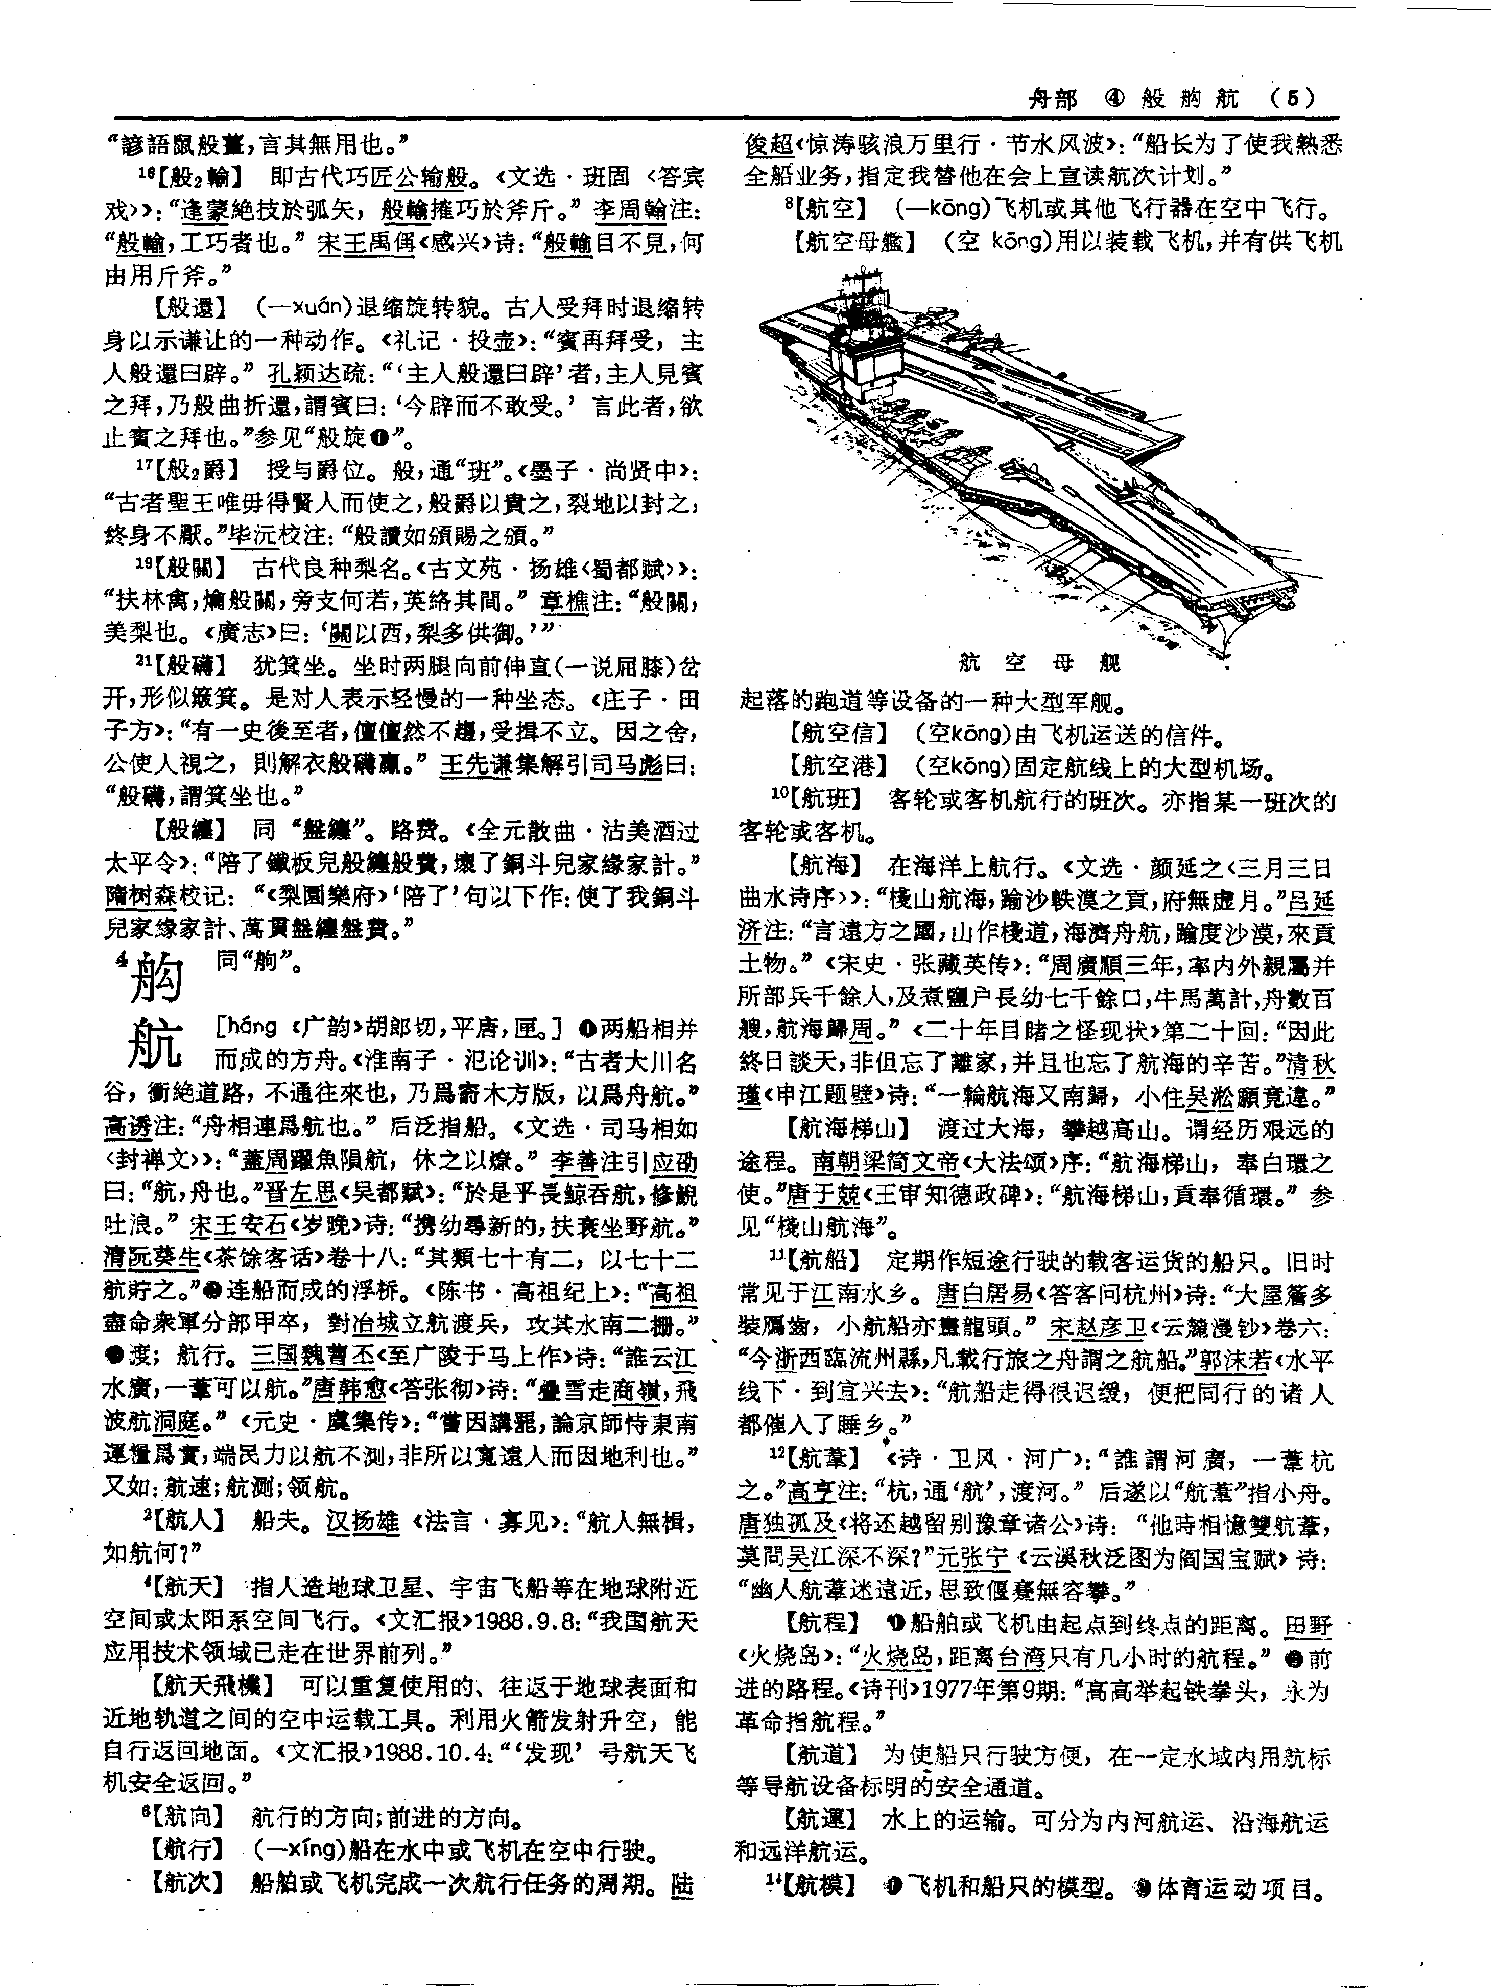 舟部 ④ 般 舫 航 (5)
“諺語鼠般薑,言其無用也。”
¹⁶【般₂輸】 即古代巧匠公输般。《文选·班固〈答宾
戏〉》:“逢蒙絶技於弧矢,般輸搉巧於斧斤。”李周翰注:
“般輸,工巧者也。”宋王禹偁《感兴》诗:“般輸目不見,何
由用斤斧。”
【般還】 (—xuán)退缩旋转貌。古人受拜时退缩转
身以示谦让的一种动作。《礼记·投壶》:“賓再拜受,主
人般還曰辟。”孔颖达疏:“‘主人般還曰辟’者,主人見賓
之拜,乃般曲折還,謂賓曰:‘今辟而不敢受。’言此者,欲
止賓之拜也。”参见“般旋❶”。
¹⁷【般₂爵】 授与爵位。般,通“班”。《墨子·尚贤中》:
“古者聖王唯毋得賢人而使之,般爵以貴之,裂地以封之,
終身不厭。”毕沅校注:“般讀如頒賜之頒。”
¹⁹【般關】 古代良种梨名。《古文苑·扬雄〈蜀都赋〉》:
“扶林禽,爚般關,旁支何若,英絡其間。”章樵注:“般關,
美梨也。《廣志》曰:‘關以西,梨多供御。’”
²¹【般礴】 犹箕坐。坐时两腿向前伸直(一说屈膝)岔
开,形似簸箕。是对人表示轻慢的一种坐态。《庄子·田
子方》:“有一史後至者,儃儃然不趨,受揖不立。因之舍,
公使人視之,則解衣般礴臝。”王先谦集解引司马彪曰:
“般礴,謂箕坐也。”
【般纏】 同“盤纏”。路费。《全元散曲·沽美酒过
太平令》:“陪了鐵板兒般纏般費,壞了銅斗兒家緣家計。”
隋树森校记:“《梨園樂府》‘陪了’句以下作:使了我銅斗
兒家缘家計、萬貫盤纏盤費。”
⁴ 同“舫”。
航 [háng 《广韵》胡郎切,平唐,匣。] ❶两船相并
而成的方舟。《淮南子·氾论训》:“古者大川名
谷,衝絶道路,不通往來也,乃爲窬木方版,以爲舟航。”
高诱注:“舟相連爲航也。”后泛指船。《文选·司马相如
〈封禅文〉》:“蓋周躍魚隕航,休之以燎。”李善注引应劭
曰:“航,舟也。”晋左思《吴都赋》:“於是乎長鯨吞航,修鯢
吐浪。”宋王安石《岁晚》诗:“携幼尋新的,扶衰坐野航。”
清阮葵生《茶馀客话》卷十八:“其類七十有二,以七十二
航貯之。”❷连船而成的浮桥。《陈书·高祖纪上》:“高祖
盡命衆軍分部甲卒,對冶城立航渡兵,攻其水南二栅。”
❸渡;航行。三国魏曹丕《至广陵于马上作》诗:“誰云江
水廣,一葦可以航。”唐韩愈《答张彻》诗:“疊雪走商嶺,飛
波航洞庭。”《元史·虞集传》:“嘗因講罷,論京師恃東南
運糧爲實,竭民力以航不測,非所以寬遠人而因地利也。”
又如:航速;航测;领航。
²【航人】 船夫。汉扬雄《法言·寡见》:“航人無楫,
如航何?”
⁴【航天】 指人造地球卫星、宇宙飞船等在地球附近
空间或太阳系空间飞行。《文汇报》1988.9.8:“我国航天
应用技术领域已走在世界前列。”
【航天飛機】 可以重复使用的、往返于地球表面和
近地轨道之间的空中运载工具。利用火箭发射升空,能
自行返回地面。《文汇报》1988.10.4:“‘发现’号航天飞
机安全返回。”
⁶【航向】 航行的方向;前进的方向。
【航行】 (—xíng)船在水中或飞机在空中行驶。
【航次】 船舶或飞机完成一次航行任务的周期。陆
俊超《惊涛骇浪万里行·节水风波》:“船长为了使我熟悉
全船业务,指定我替他在会上宣读航次计划。”
⁸【航空】 (—kōng)飞机或其他飞行器在空中飞行。
【航空母艦】 (空 kōng)用以装载飞机,并有供飞机
航空母舰
起落的跑道等设备的一种大型军舰。
【航空信】 (空kōng)由飞机运送的信件。
【航空港】 (空kōng)固定航线上的大型机场。
¹⁰【航班】 客轮或客机航行的班次。亦指某一班次的
客轮或客机。
【航海】 在海洋上航行。《文选·颜延之〈三月三日
曲水诗序〉》:“棧山航海,踰沙軼漠之貢,府無虚月。”吕延
济注:“言遠方之國,山作棧道,海濟舟航,踰度沙漠,來貢
土物。”《宋史·张藏英传》:“周廣順三年,率内外親屬并
所部兵千餘人,及煮鹽户長幼七千餘口,牛馬萬計,舟數百
艘,航海歸周。”《二十年目睹之怪现状》第二十回:“因此
終日談天,非但忘了離家,并且也忘了航海的辛苦。”清秋
瑾《申江题壁》诗:“一輪航海又南歸,小住吴淞願竟違。”
【航海梯山】 渡过大海,攀越高山。谓经历艰远的
途程。南朝梁简文帝《大法颂》序:“航海梯山,奉白環之
使。”唐于兢《王审知德政碑》:“航海梯山,貢奉循環。”参
见“棧山航海”。
¹¹【航船】 定期作短途行驶的载客运货的船只。旧时
常见于江南水乡。唐白居易《答客问杭州》诗:“大屋簷多
裝鴈齒,小航船亦畫龍頭。”宋赵彦卫《云麓漫钞》卷六:
“今浙西臨流州縣,凡載行旅之舟謂之航船。”郭沫若《水平
线下·到宜兴去》:“航船走得很迟缓,便把同行的诸人
都催入了睡乡。”
¹²【航葦】 《诗·卫风·河广》:“誰謂河廣,一葦杭
之。”高亨注:“杭,通‘航’,渡河。”后遂以“航葦”指小舟。
唐独孤及《将还越留别豫章诸公》诗:“他時相憶雙航葦,
莫問吴江深不深?”元张宁《云溪秋泛图为阎国宝赋》诗:
“幽人航葦迷遠近,思致偃蹇無容攀。”
【航程】 ❶船舶或飞机由起点到终点的距离。田野
《火烧岛》:“火烧岛,距离台湾只有几小时的航程。”❷前
进的路程。《诗刊》1977年第9期:“高高举起铁拳头,永为
革命指航程。”
【航道】 为使船只行驶方便,在一定水域内用航标
等导航设备标明的安全通道。
【航運】 水上的运输。可分为内河航运、沿海航运
和远洋航运。
¹⁴【航模】 ❶飞机和船只的模型。❷体育运动项目。